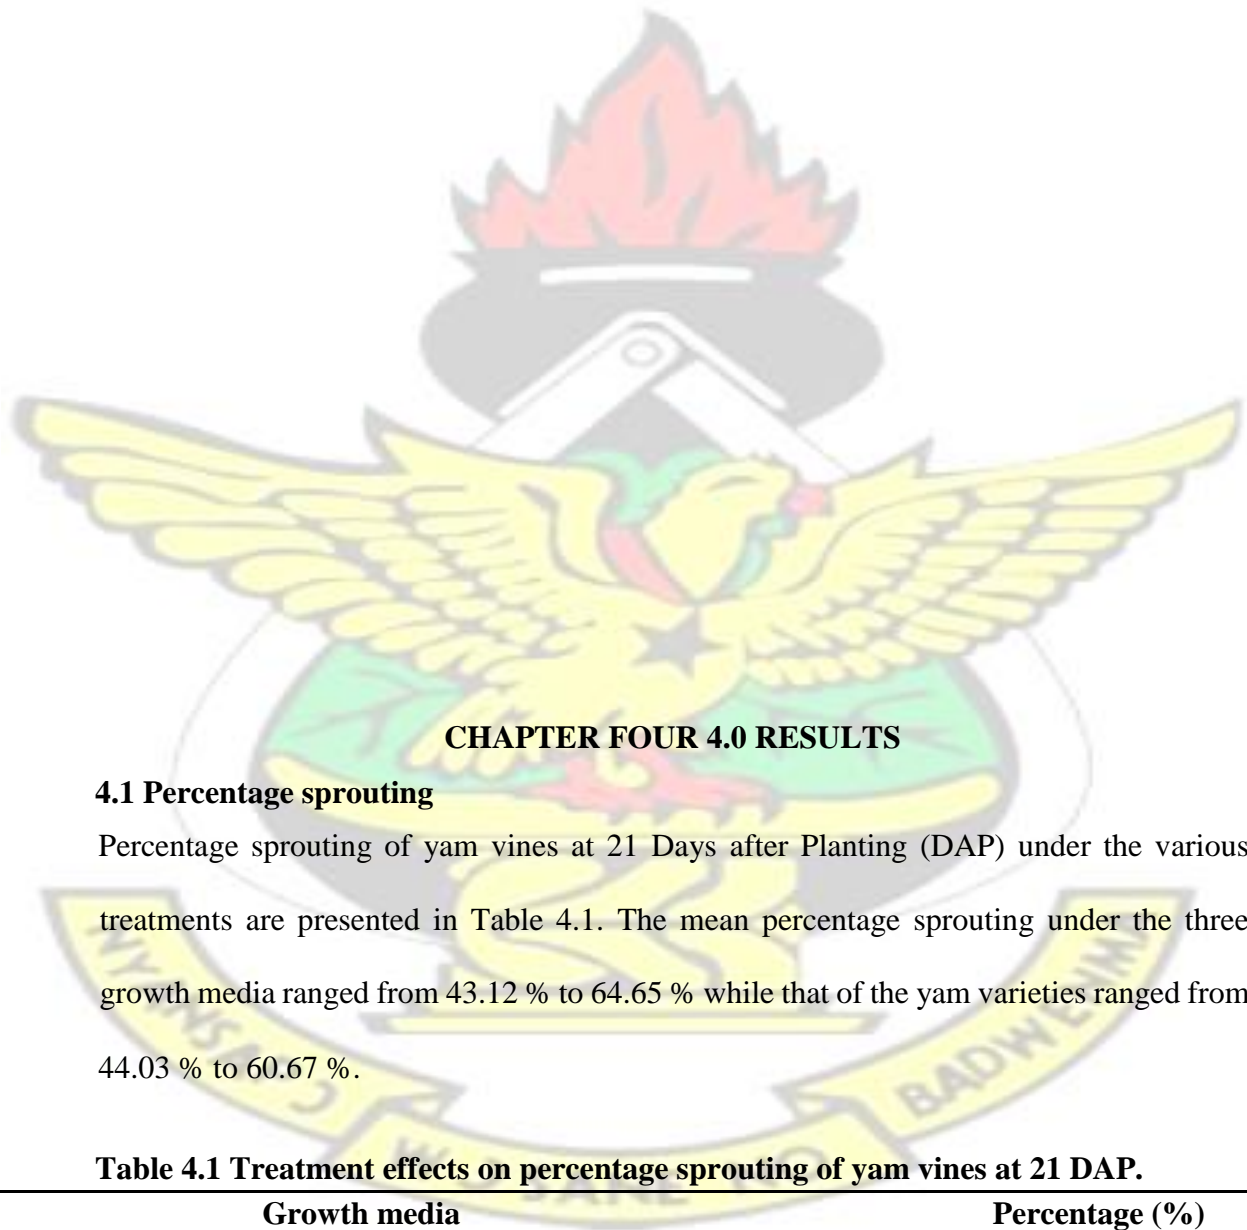 CHAPTER FOUR 4.0 RESULTS
4.1 Percentage sprouting
Percentage sprouting of yam vines at 21 Days after Planting (DAP) under the various
treatments are presented in Table 4.1. The mean percentage sprouting under the three
growth media ranged from 43.12 % to 64.65 % while that of the yam varieties ranged from
44.03 % to 60.67 %.
NYANSAPƆ
BADWENMA
Table 4.1 Treatment effects on percentage sprouting of yam vines at 21 DAP.
Growth media Percentage (%)